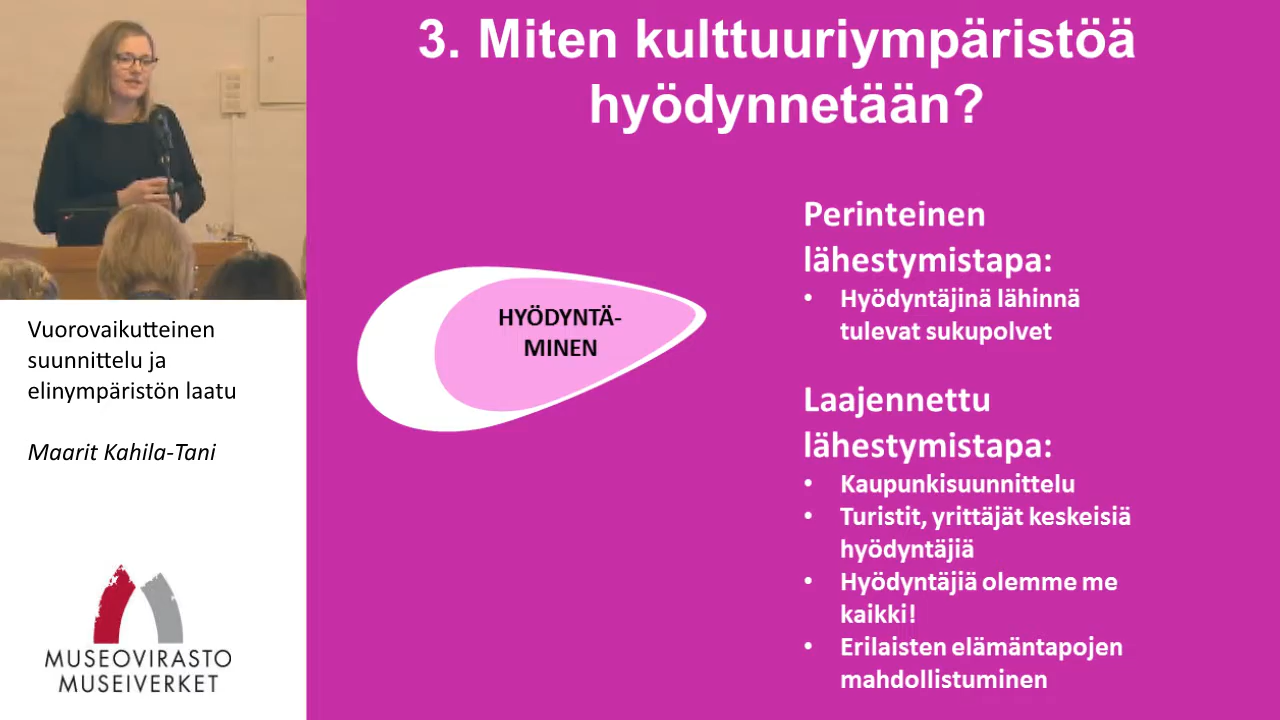 3. Miten kulttuuriympäristöä
hyödynnetään?
Perinteinen
lähestymistapa:
• Hyödyntäjinä lähinnä
tulevat sukupolvet
HYÖDYNTÄ-
MINEN
Laajennettu
lähestymistapa:
• Kaupunkisuunnittelu
• Turistit, yrittäjät keskeisiä
hyödyntäjiä
• Hyödyntäjiä olemme me
kaikki!
• Erilaisten elämäntapojen
mahdollistuminen
Vuorovaikutteinen
suunnittelu ja
elinympäristön laatu
Maarit Kahila-Tani
MUSEOVIRASTO
MUSEIVERKET